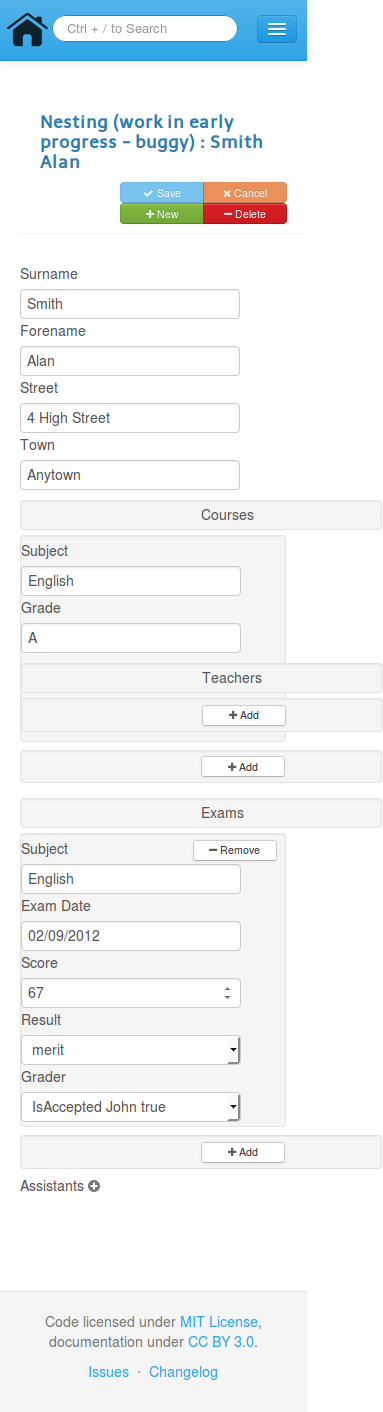 Ctrl + / to Search
Nesting (work in early
progress - buggy) : Smith
Alan
Save Cancel
New Delete
Surname
Smith
Forename
Alan
Street
4 High Street
Town
Anytown
Courses
Subject
English
Grade
A
Teachers
Add
Add
Exams
Subject Remove
English
Exam Date
02/09/2012
Score
67
Result
merit
Grader
IsAccepted John true
Add
Assistants
Code licensed under MIT License,
documentation under CC BY 3.0.
Issues · Changelog